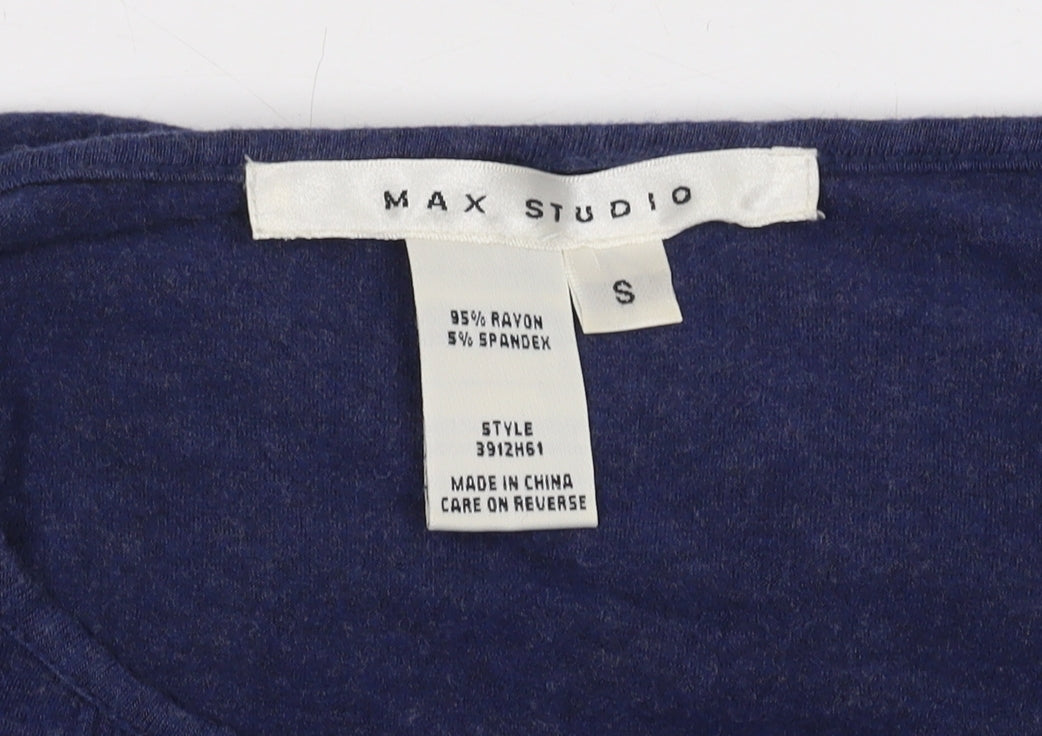 MAX STUDIO
S
95% RAYON
5% SPANDEX
STYLE
3912H61
MADE IN CHINA
CARE ON REVERSE